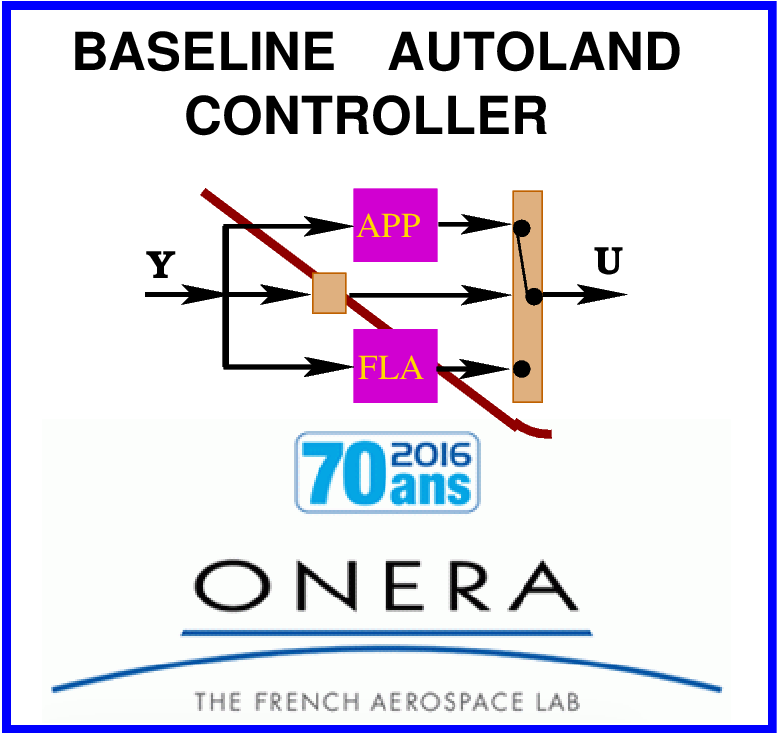 BASELINE AUTOLAND
CONTROLLER
APP
Y
U
FLA
70 2016
ans
ONERA
THE FRENCH AEROSPACE LAB